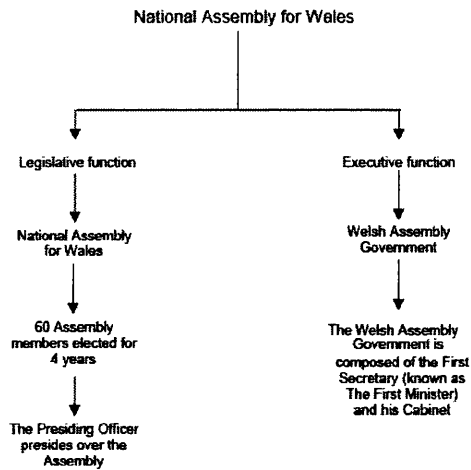 National Assembly for Wales
Legislative function
Executive function
National Assembly
for Wales
Welsh Assembly
Government
60 Assembly
members elected for
4 years
The Welsh Assembly
Government is
composed of the First
Secretary (known as
The First Minister)
and his Cabinet
The Presiding Officer
presides over the
Assembly